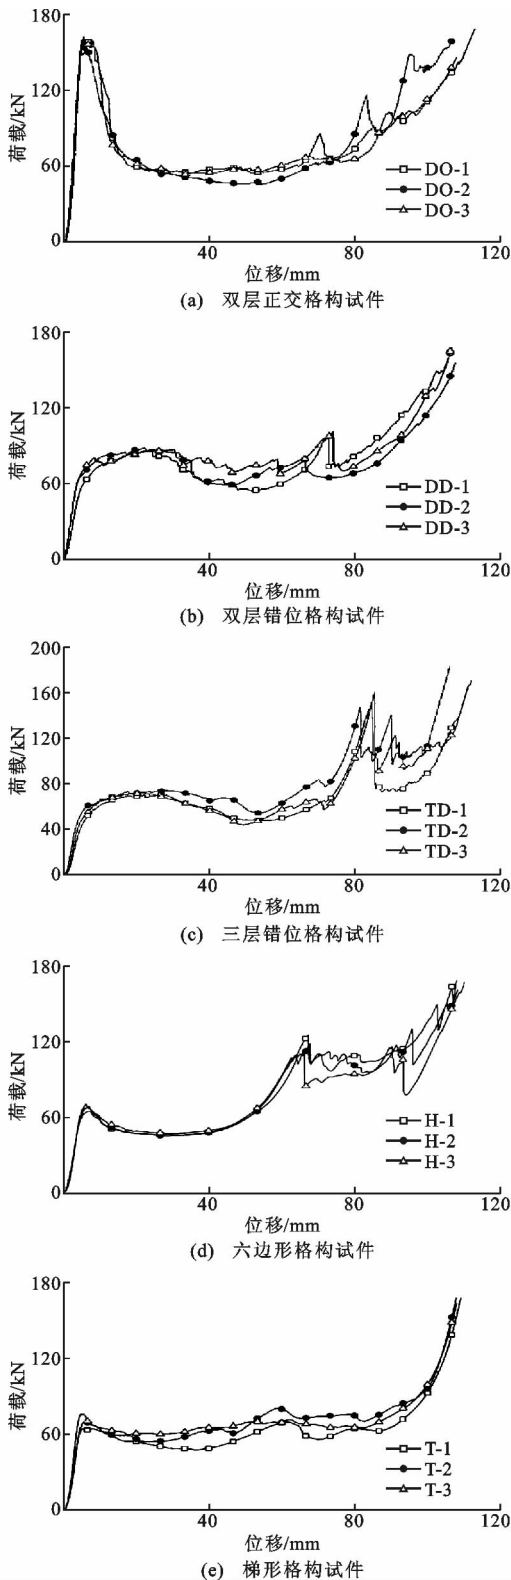 180
120
60
0
荷载/kN
40
80
120
位移/mm
DO-1
DO-2
DO-3
(a) 双层正交格构试件
180
120
60
0
荷载/kN
40
80
120
位移/mm
DD-1
DD-2
DD-3
(b) 双层错位格构试件
200
160
120
80
40
0
荷载/kN
40
80
120
位移/mm
TD-1
TD-2
TD-3
(c) 三层错位格构试件
180
120
60
0
荷载/kN
40
80
120
位移/mm
H-1
H-2
H-3
(d) 六边形格构试件
180
120
60
0
荷载/kN
40
80
120
位移/mm
T-1
T-2
T-3
(e) 梯形格构试件